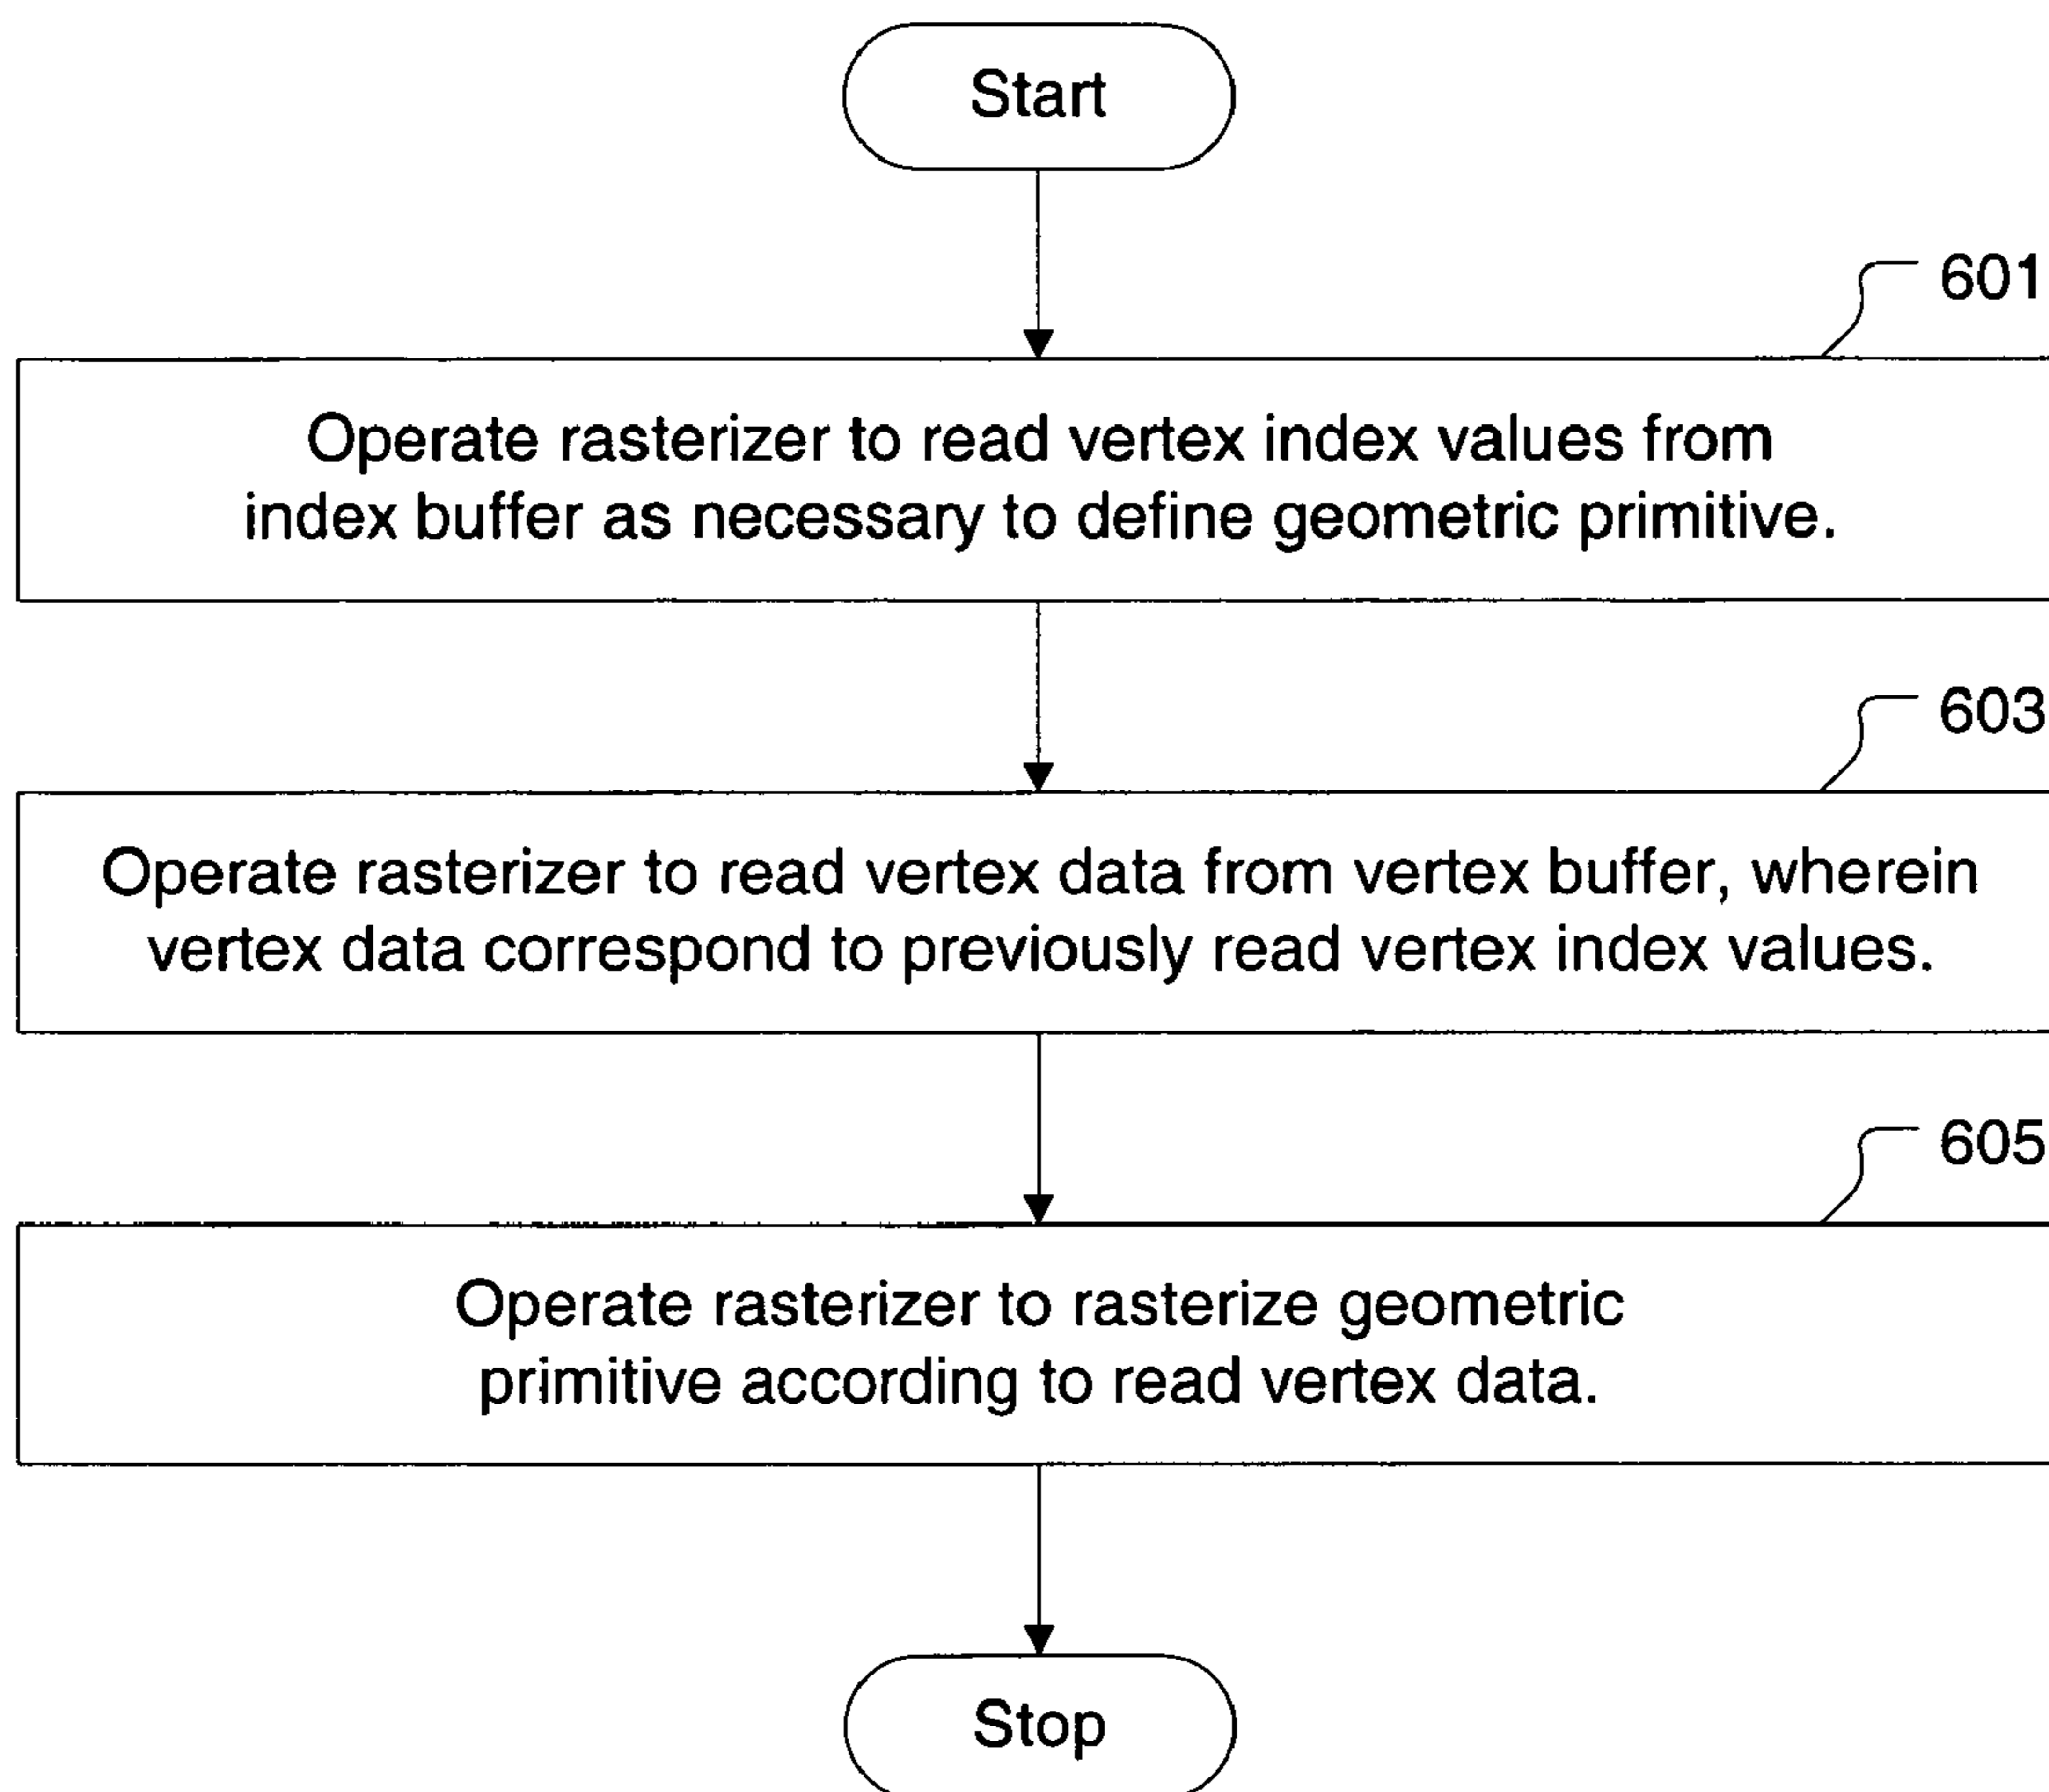 Start
601
Operate rasterizer to read vertex index values from
index buffer as necessary to define geometric primitive.
603
Operate rasterizer to read vertex data from vertex buffer, wherein
vertex data correspond to previously read vertex index values.
605
Operate rasterizer to rasterize geometric
primitive according to read vertex data.
Stop